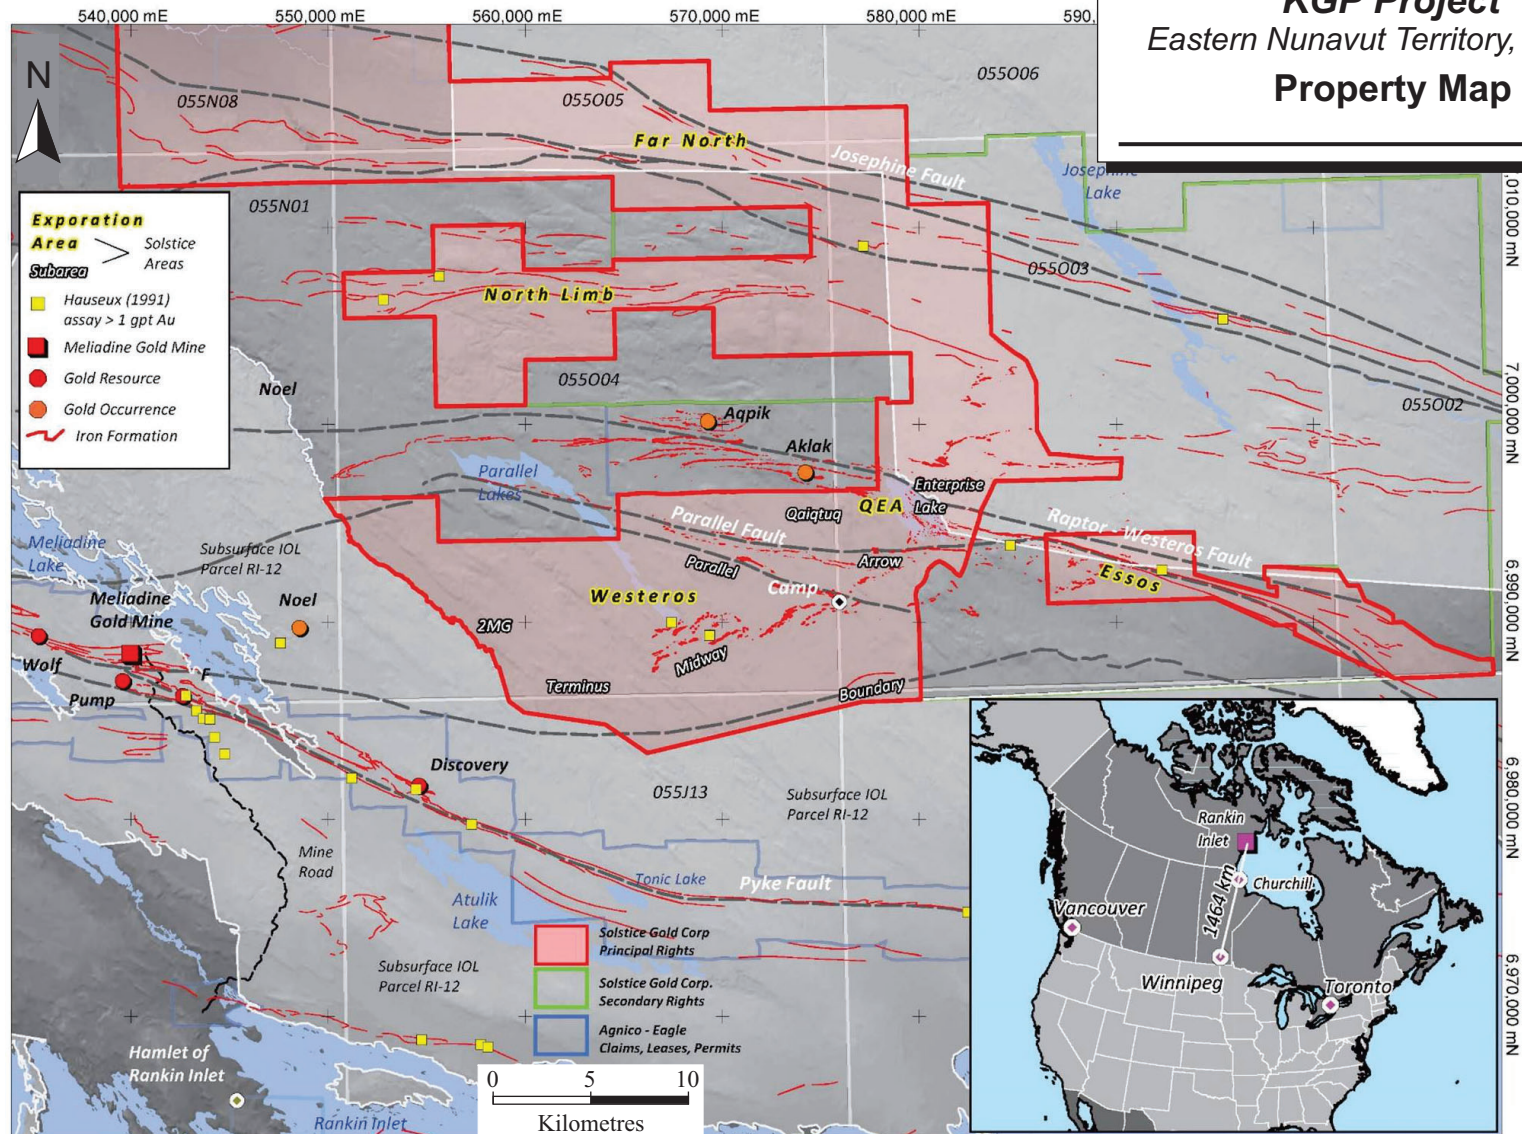 540,000 mE
550,000 mE
560,000 mE
570,000 mE
580,000 mE
590,
KGP Project
Eastern Nunavut Territory,
Property Map
N
055N08
055O05
055O06
Far North
Josephine Fault
Josephine
Lake
055N01
Exporation
Area
Subarea
Solstice
Areas
Hauseux (1991)
assay > 1 gpt Au
Meliadine Gold Mine
Gold Resource
Gold Occurrence
Iron Formation
,010,000 mN
055O03
North Limb
055O04
055O02
7,000,000 mN
Noel
Aqpik
Aklak
Parallel
Lakes
Enterprise
Lake
QEA
Qaiqtuq
Parallel Fault
Raptor - Westeros Fault
Meliadine
Lake
Subsurface IOL
Parcel RI-12
Arrow
Parallel
Essos
Camp
Westeros
6,990,000 mN
Meliadine
Gold Mine
Noel
2MG
Midway
Wolf
F
Pump
Terminus
Boundary
Discovery
055J13
Subsurface IOL
Parcel RI-12
6,980,000 mN
Mine
Road
Tonic Lake
Pyke Fault
Atulik
Lake
Subsurface IOL
Parcel RI-12
Solstice Gold Corp
Principal Rights
Solstice Gold Corp.
Secondary Rights
Agnico - Eagle
Claims, Leases, Permits
6,970,000 mN
Hamlet of
Rankin Inlet
Rankin Inlet
0
5
10
Kilometres
Rankin
Inlet
Churchill
1464 km
Vancouver
Winnipeg
Toronto